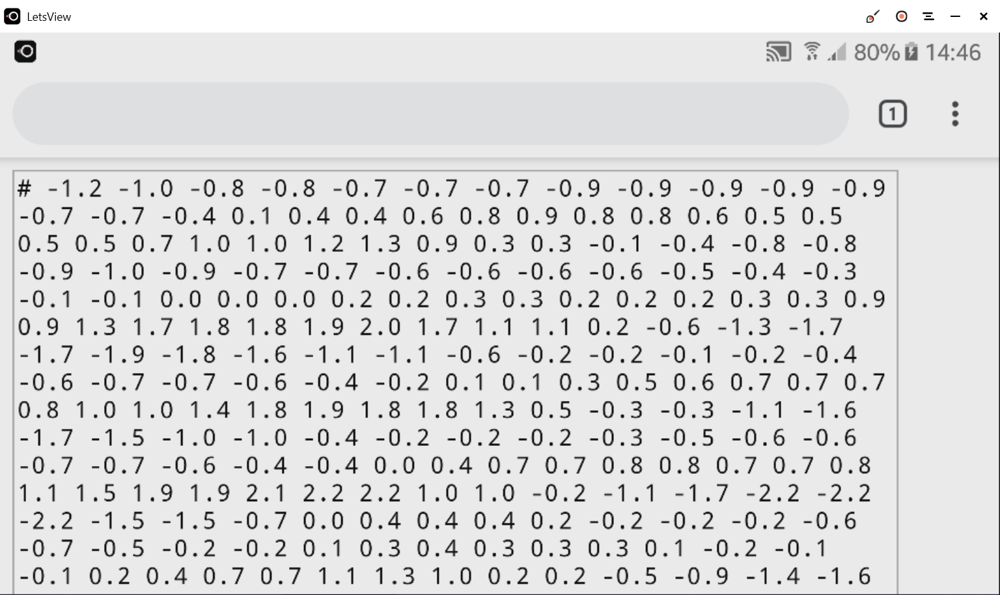 LetsView
80% 14:46
1
# -1.2 -1.0 -0.8 -0.8 -0.7 -0.7 -0.7 -0.9 -0.9 -0.9 -0.9 -0.9
-0.7 -0.7 -0.4 0.1 0.4 0.4 0.6 0.8 0.9 0.8 0.8 0.6 0.5 0.5
0.5 0.5 0.7 1.0 1.0 1.2 1.3 0.9 0.3 0.3 -0.1 -0.4 -0.8 -0.8
-0.9 -1.0 -0.9 -0.7 -0.7 -0.6 -0.6 -0.6 -0.6 -0.5 -0.4 -0.3
-0.1 -0.1 0.0 0.0 0.0 0.2 0.2 0.3 0.3 0.2 0.2 0.2 0.3 0.3 0.9
0.9 1.3 1.7 1.8 1.8 1.9 2.0 1.7 1.1 1.1 0.2 -0.6 -1.3 -1.7
-1.7 -1.9 -1.8 -1.6 -1.1 -1.1 -0.6 -0.2 -0.2 -0.1 -0.2 -0.4
-0.6 -0.7 -0.7 -0.6 -0.4 -0.2 0.1 0.1 0.3 0.5 0.6 0.7 0.7 0.7
0.8 1.0 1.0 1.4 1.8 1.9 1.8 1.8 1.3 0.5 -0.3 -0.3 -1.1 -1.6
-1.7 -1.5 -1.0 -1.0 -0.4 -0.2 -0.2 -0.2 -0.3 -0.5 -0.6 -0.6
-0.7 -0.7 -0.6 -0.4 -0.4 0.0 0.4 0.7 0.7 0.8 0.8 0.7 0.7 0.8
1.1 1.5 1.9 1.9 2.1 2.2 2.2 1.0 1.0 -0.2 -1.1 -1.7 -2.2 -2.2
-2.2 -1.5 -1.5 -0.7 0.0 0.4 0.4 0.4 0.2 -0.2 -0.2 -0.2 -0.6
-0.7 -0.5 -0.2 -0.2 0.1 0.3 0.4 0.3 0.3 0.3 0.1 -0.2 -0.1
-0.1 0.2 0.4 0.7 0.7 1.1 1.3 1.0 0.2 0.2 -0.5 -0.9 -1.4 -1.6